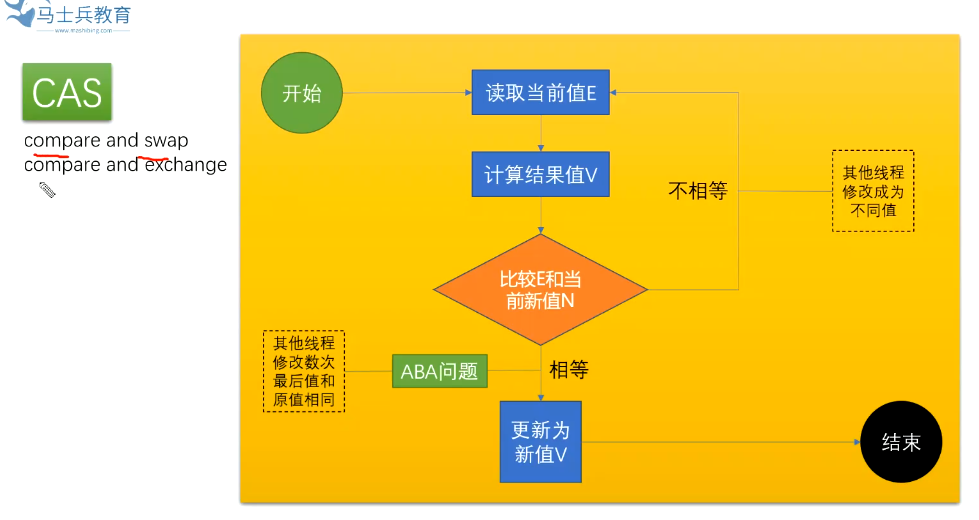 马士兵教育
www.mashibing.com
CAS
compare and swap
compare and exchange
开始
读取当前值E
计算结果值V
不相等
其他线程
修改成为
不同值
比较E和当
前新值N
其他线程
修改数次
最后值和
原值相同
ABA问题
相等
更新为
新值V
结束